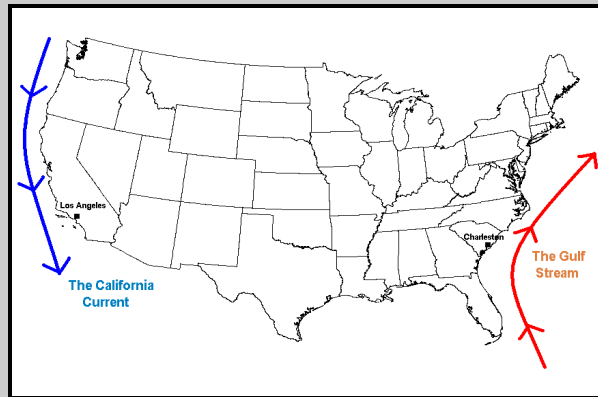 Los Angeles
Charleston
The California
Current
The Gulf
Stream